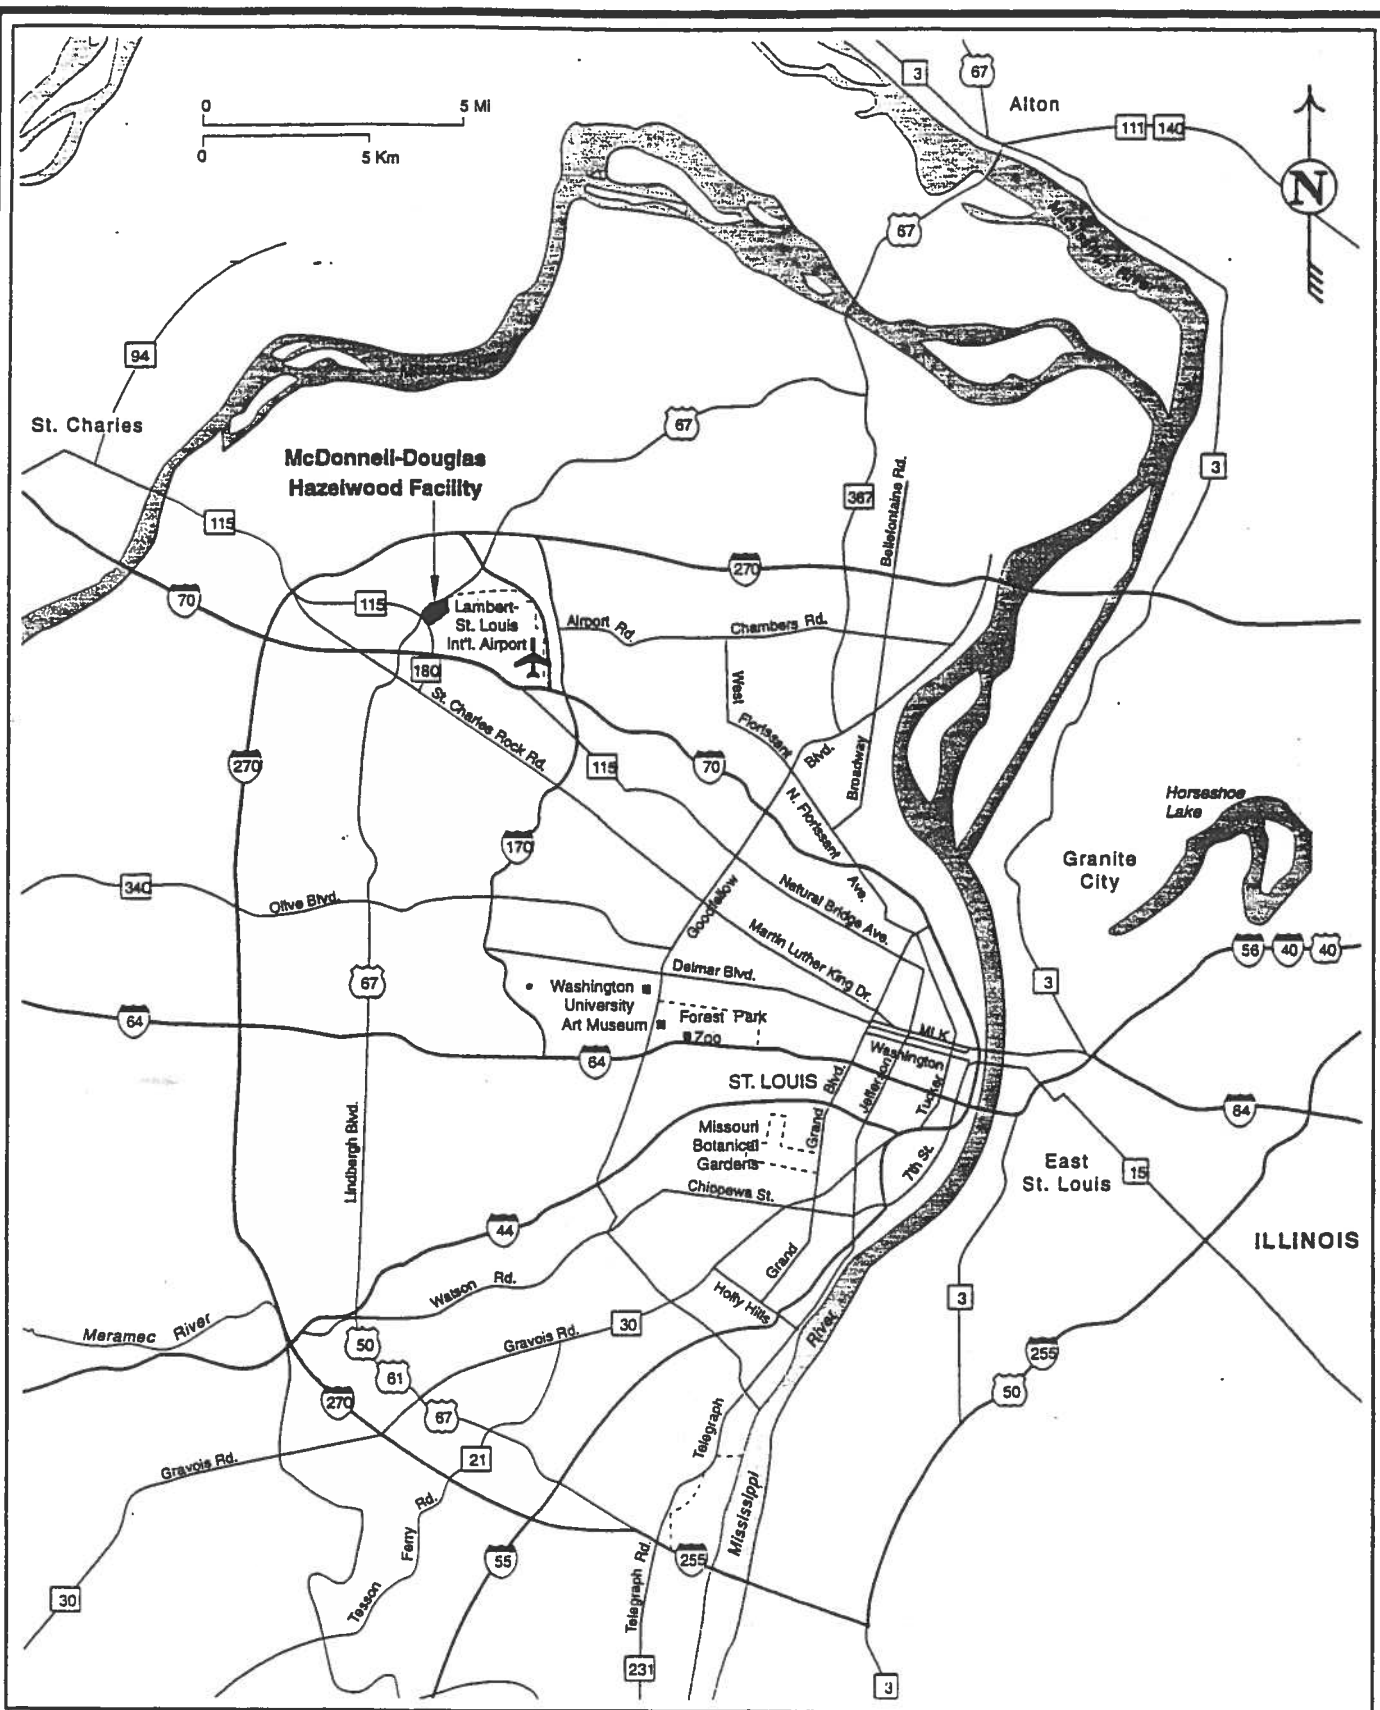 0 5 Mi
0 5 Km
3
67
Alton
111
140
N
67
Mississippi River
94
Missouri
St. Charles
67
McDonnell-Douglas
Hazelwood Facility
3
367
Bellefontaine Rd.
115
270
70
115
Lambert-
St. Louis
Int'l. Airport
Airport Rd.
Chambers Rd.
180
West
Florissant
St. Charles Rock Rd.
270
115
70
Blvd.
Broadway
N. Florissant
Ave.
Horseshoe
Lake
170
Granite
City
340
Olive Blvd.
Goodfellow
Natural Bridge Ave.
Martin Luther King Dr.
56
40
40
Delmar Blvd.
67
Washington
University
Art Museum
Forest Park
Zoo
3
64
64
MLK
Washington
ST. LOUIS
Blvd.
Jefferson
Tucker
64
Lindbergh Blvd.
Missouri
Botanical
Gardens
Grand
7th St.
East
St. Louis
15
Chippewa St.
44
ILLINOIS
Grand
Watson Rd.
Holly Hills
3
Meramec River
River
30
Gravois Rd.
50
61
255
50
270
67
Telegraph
Gravois Rd.
21
Mississippi
Tesson Ferry Rd.
55
255
Telegraph Rd.
30
231
3